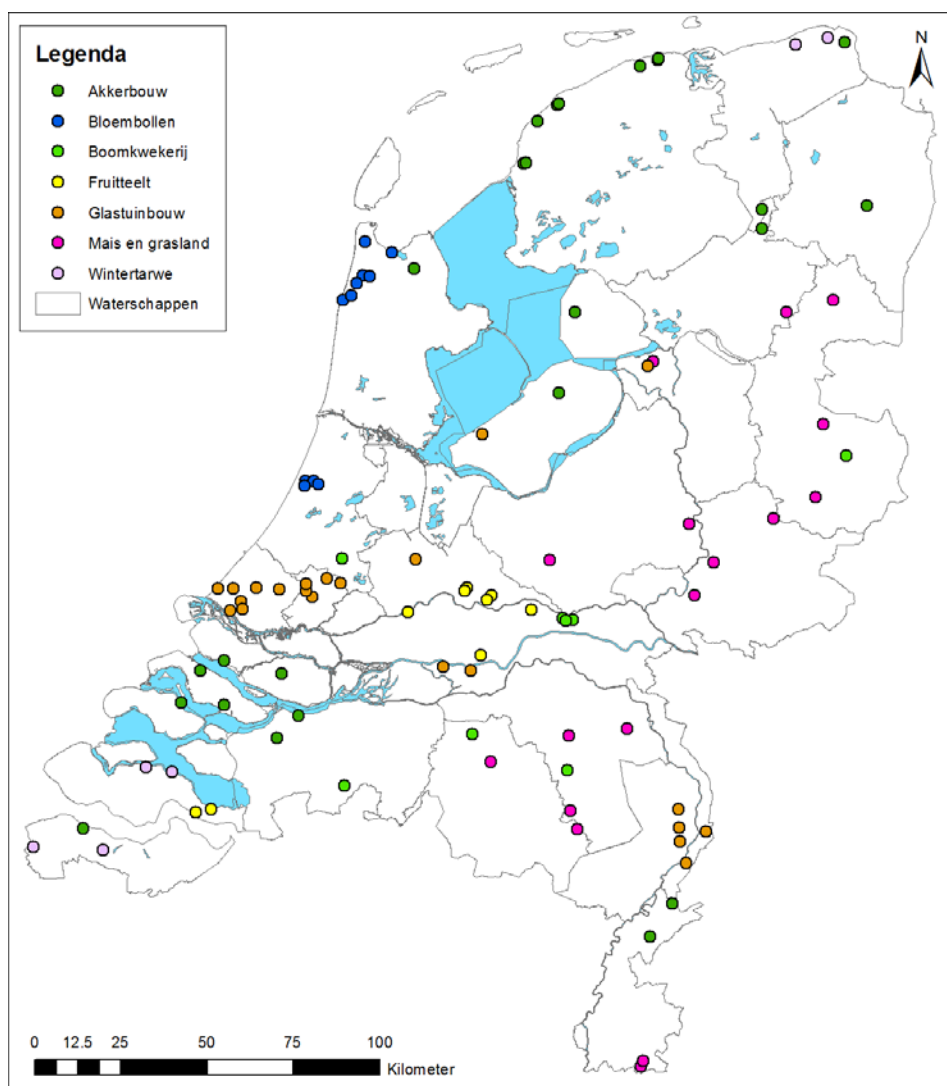 Legenda
Akkerbouw
Bloembollen
Boomkwekerij
Fruitteelt
Glastuinbouw
Mais en grasland
Wintertarwe
Waterschappen
N
0 12.5 25 50 75 100
Kilometer